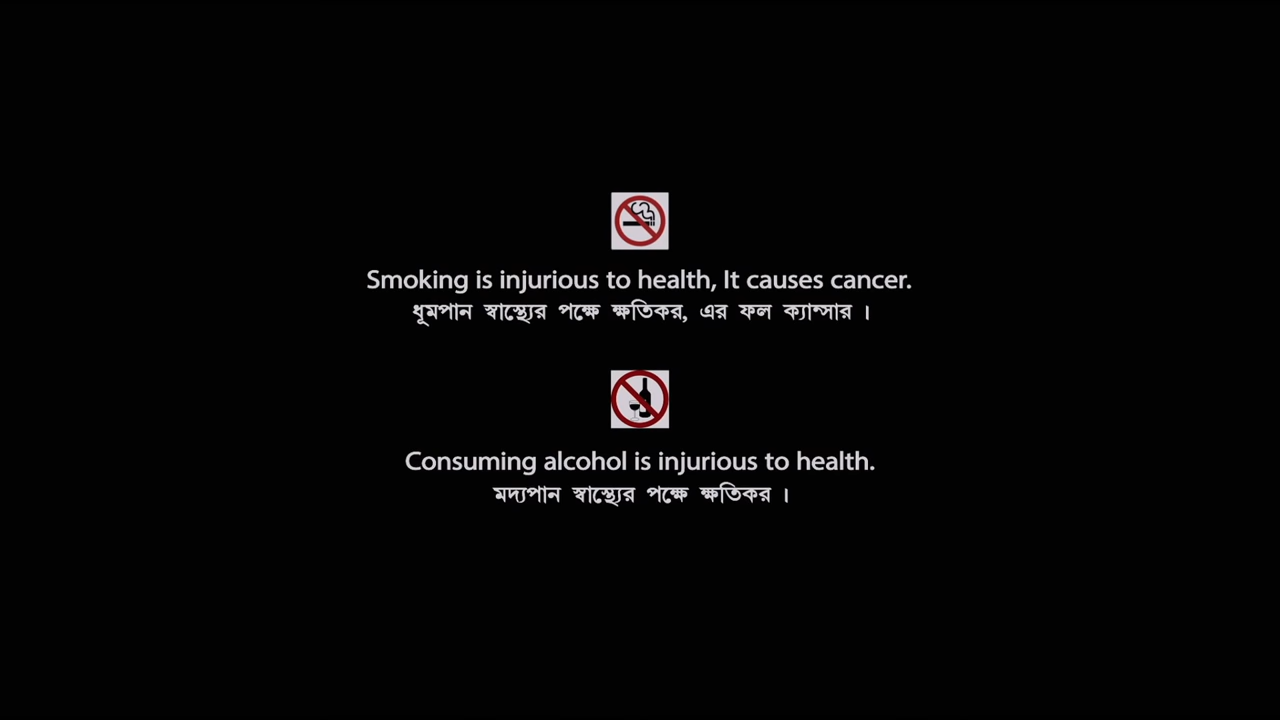 Smoking is injurious to health, It causes cancer.
ধূমপান স্বাস্থ্যের পক্ষে ক্ষতিকর, এর ফল ক্যান্সার ।
Consuming alcohol is injurious to health.
মদ্যপান স্বাস্থ্যের পক্ষে ক্ষতিকর ।